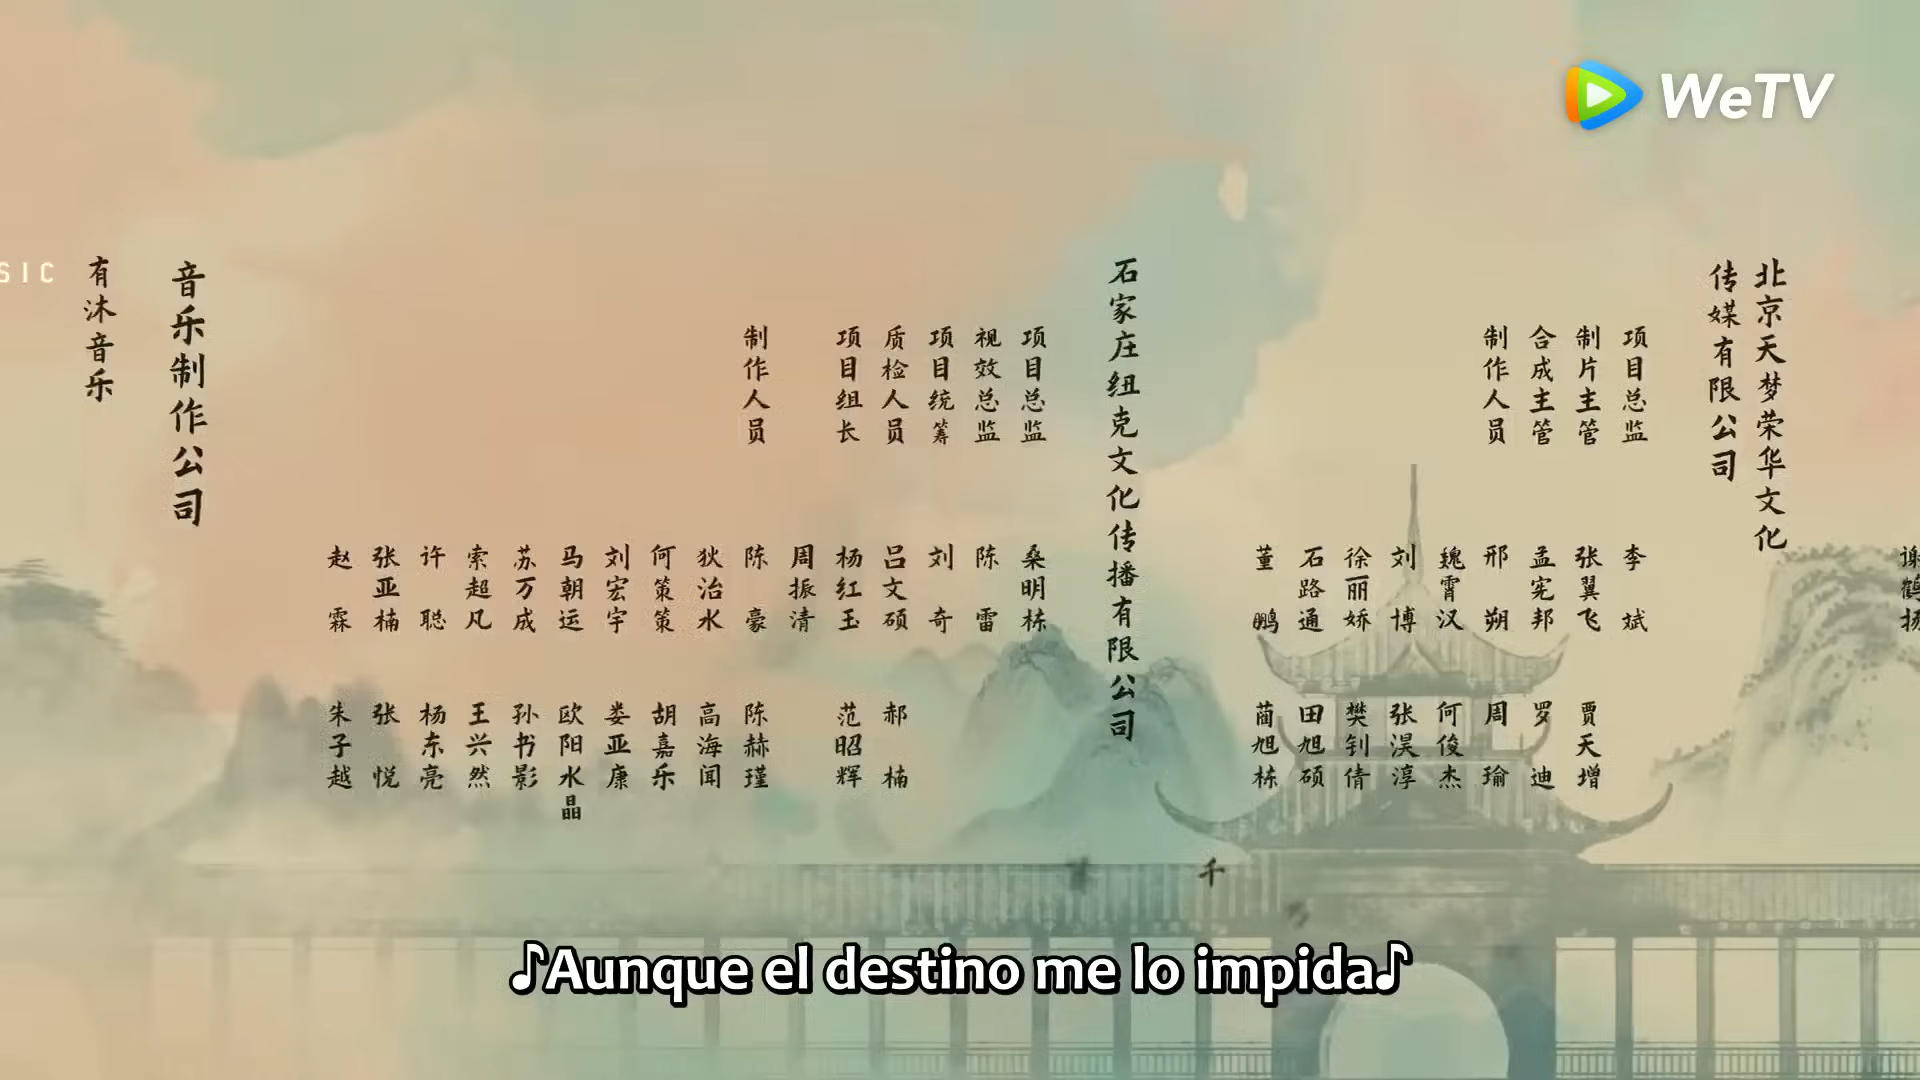 WeTV
北京天梦荣华文化
传媒有限公司
项目总监
李斌
制片主管
张翼飞
贾天增
合成主管
孟宪邦
罗迪
制作人员
邢朔
周瑜
魏霄汉
何俊杰
刘博
张淏淳
徐丽娇
樊钊倩
石路通
田旭硕
董鹏
蔺旭栋
石家庄纽克文化传播有限公司
项目总监
桑明栋
视效总监
陈雷
项目统筹
刘奇
质检人员
吕文硕
郝楠
项目组长
杨红玉
范昭辉
周振清
制作人员
陈豪
陈赫瑾
狄治水
高海闻
何策策
胡嘉乐
刘宏宇
娄亚康
马朝运
欧阳水晶
苏万成
孙书影
索超凡
王兴然
许聪
杨东亮
张亚楠
张悦
赵霖
朱子越
音乐制作公司
有沐音乐
SIC
千
♪Aunque el destino me lo impida♪